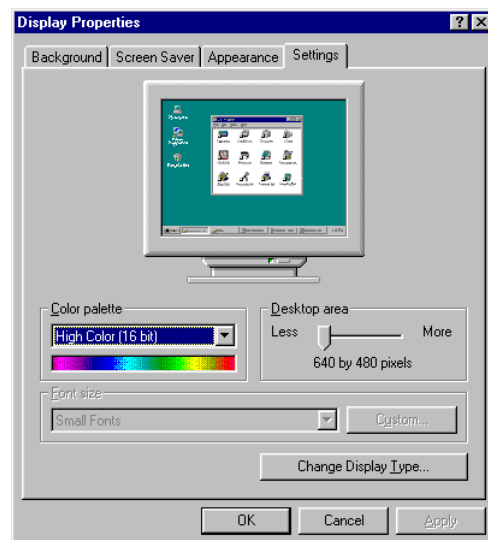 Display Properties
Background Screen Saver Appearance Settings
Color palette
High Color (16 bit)
Desktop area
Less More
640 by 480 pixels
Font size
Small Fonts Custom...
Change Display Type...
OK Cancel Apply